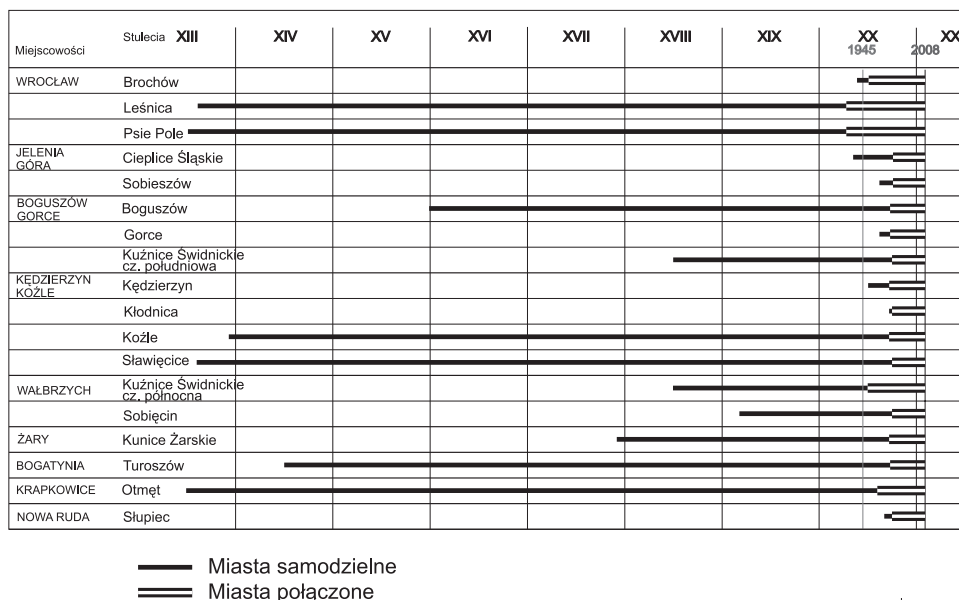 Stulecia XIII XIV XV XVI XVII XVIII XIX XX XX
Miejscowości 1945 2008
WROCŁAW Brochów
Leśnica
Psie Pole
JELENIA
GÓRA Cieplice Śląskie
Sobieszów
BOGUSZÓW
GORCE Boguszów
Gorce
Kuźnice Świdnickie
cz. południowa
KĘDZIERZYN
KOŹLE Kędzierzyn
Kłodnica
Koźle
Sławięcice
WAŁBRZYCH Kuźnice Świdnickie
cz. północna
Sobięcin
ŻARY Kunice Żarskie
BOGATYNIA Turoszów
KRAPKOWICE Otmęt
NOWA RUDA Słupiec
Miasta samodzielne
Miasta połączone